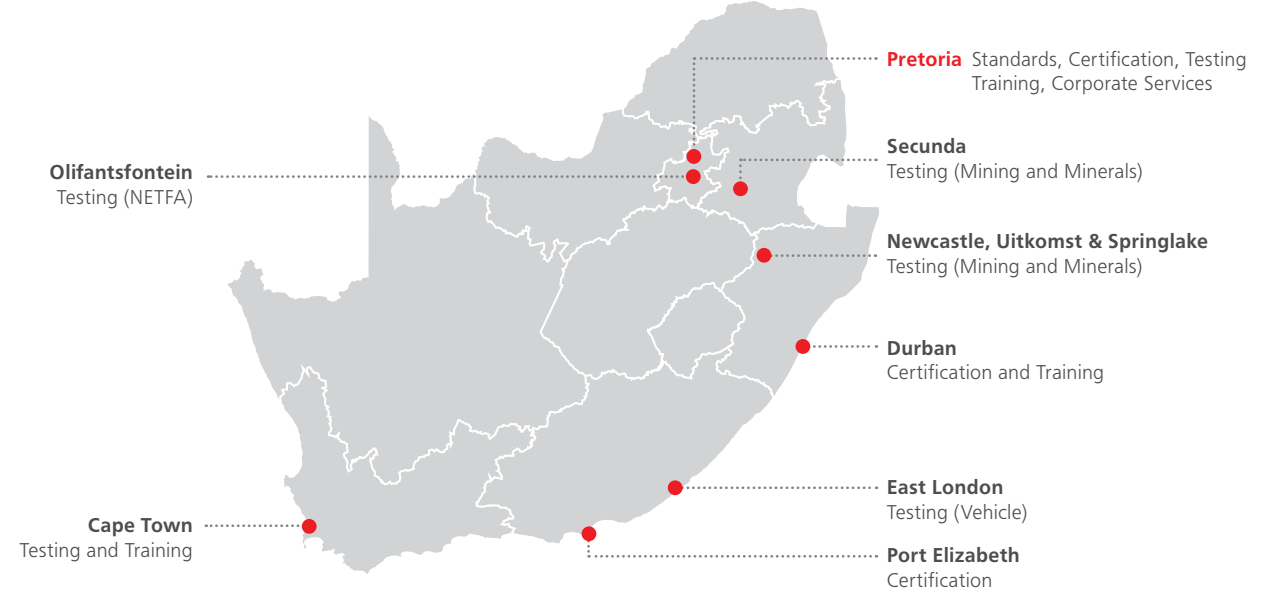 Pretoria Standards, Certification, Testing
Training, Corporate Services
Olifantsfontein
Testing (NETFA)
Secunda
Testing (Mining and Minerals)
Newcastle, Uitkomst & Springlake
Testing (Mining and Minerals)
Durban
Certification and Training
East London
Testing (Vehicle)
Cape Town
Testing and Training
Port Elizabeth
Certification